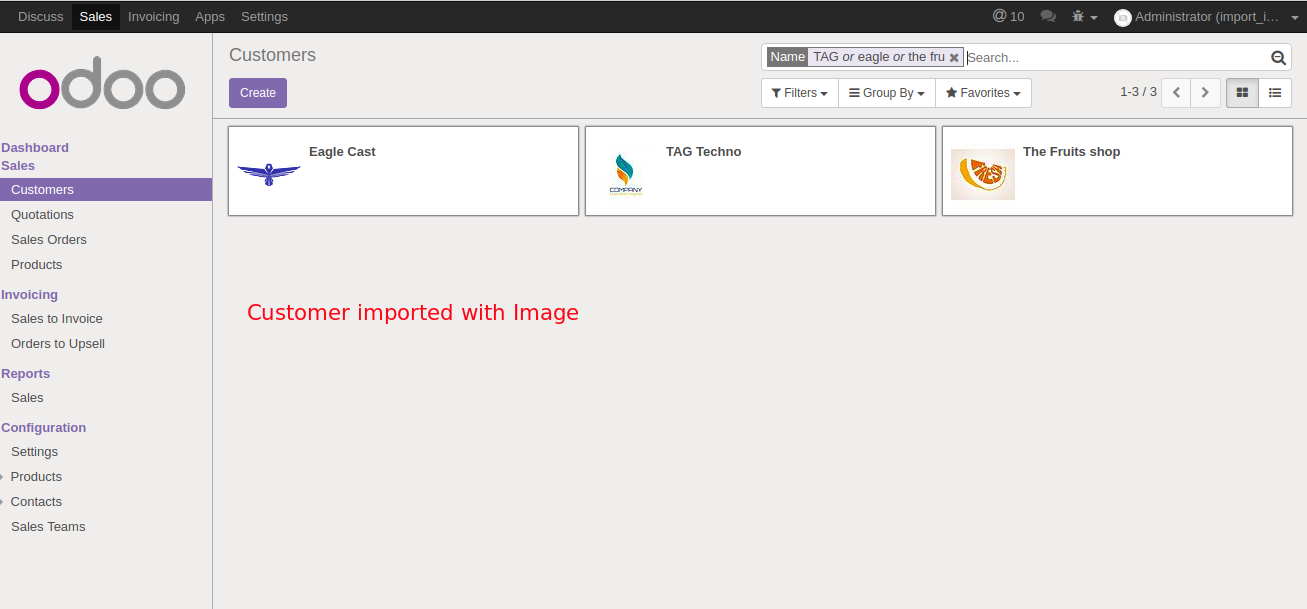 Discuss Sales Invoicing Apps Settings @ 10 Administrator (import_i...
odoo
Customers
Name TAG or eagle or the fru Search...
Create
Filters Group By Favorites 1-3 / 3
Dashboard
Sales
Customers
Quotations
Sales Orders
Products
Invoicing
Sales to Invoice
Orders to Upsell
Reports
Sales
Configuration
Settings
Products
Contacts
Sales Teams
Eagle Cast
TAG Techno
COMPANY
The Fruits shop
Customer imported with Image